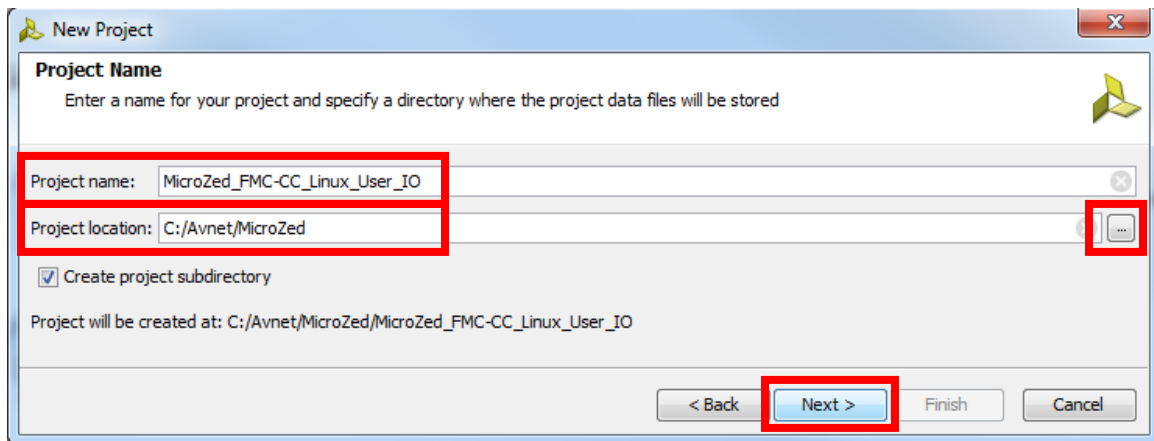 New Project
Project Name
Enter a name for your project and specify a directory where the project data files will be stored
Project name: MicroZed_FMC-CC_Linux_User_IO
Project location: C:/Avnet/MicroZed ...
Create project subdirectory
Project will be created at: C:/Avnet/MicroZed/MicroZed_FMC-CC_Linux_User_IO
< Back Next > Finish Cancel